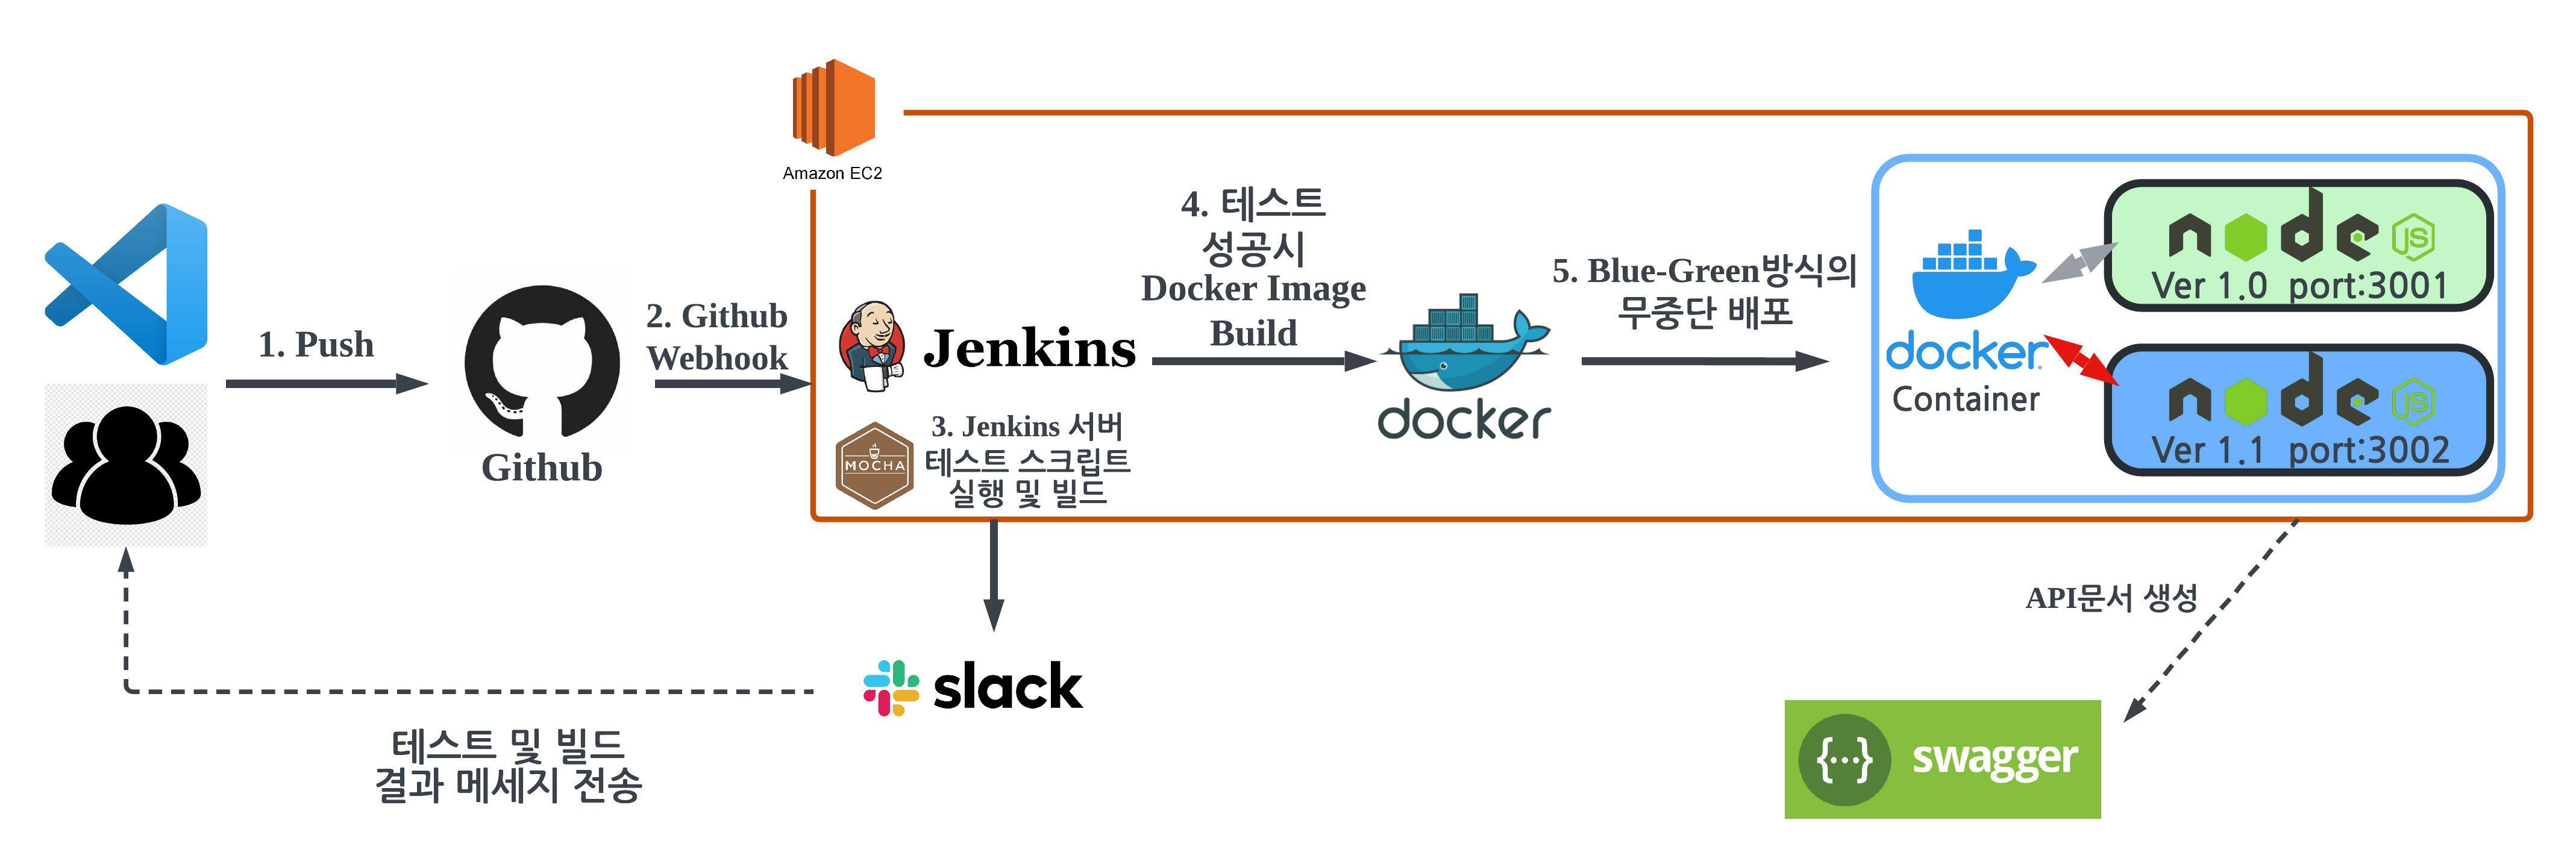 Amazon EC2
1. Push
Github
2. Github
Webhook
Jenkins
MOCHA
3. Jenkins 서버
테스트 스크립트
실행 및 빌드
4. 테스트
성공시
Docker Image
Build
docker
5. Blue-Green방식의
무중단 배포
docker
Container
node JS
Ver 1.0 port:3001
node JS
Ver 1.1 port:3002
slack
테스트 및 빌드
결과 메세지 전송
API문서 생성
{···} swagger